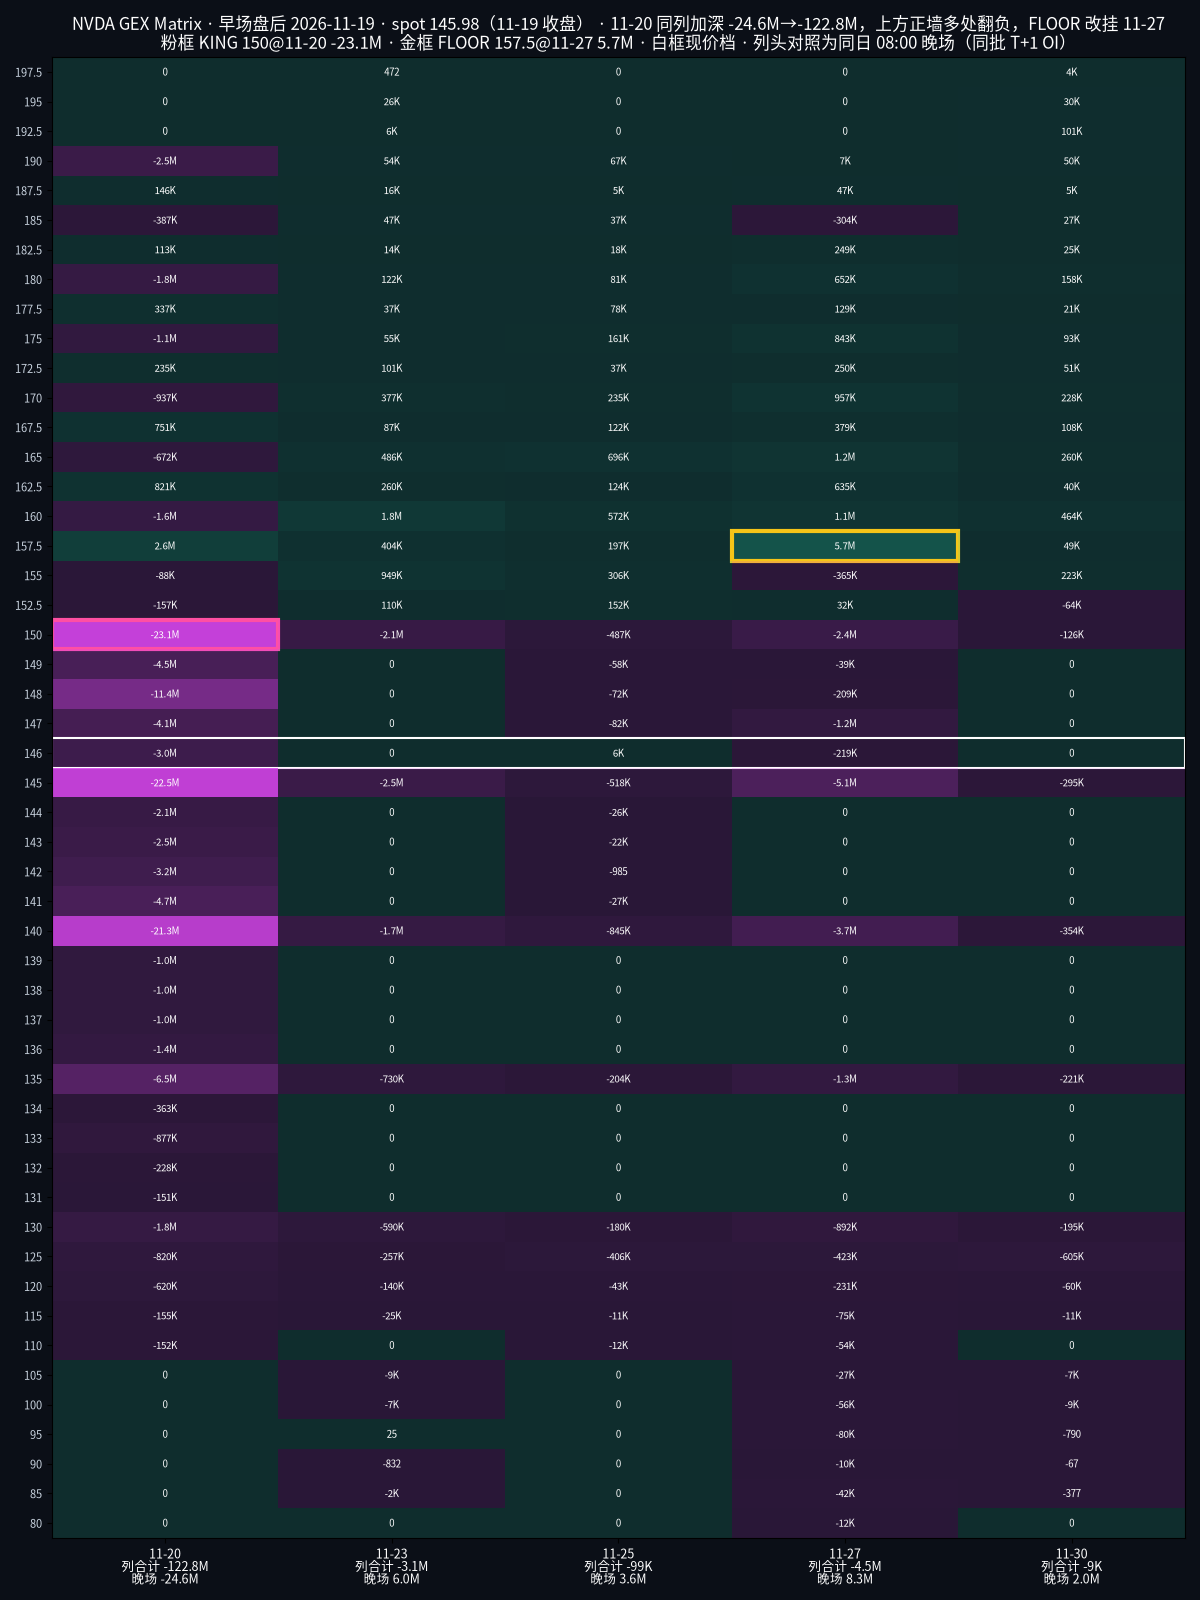 NVDA GEX Matrix · 早场盘后 2026-11-19 · spot 145.98（11-19 收盘） · 11-20 同列加深 -24.6M→-122.8M，上方正墙多处翻负，FLOOR 改挂 11-27
粉框 KING 150@11-20 -23.1M · 金框 FLOOR 157.5@11-27 5.7M · 白框现价档 · 列头对照为同日 08:00 晚场（同批 T+1 OI）
197.5 0 472 0 0 4K
195 0 26K 0 0 30K
192.5 0 6K 0 0 101K
190 -2.5M 54K 67K 7K 50K
187.5 146K 16K 5K 47K 5K
185 -387K 47K 37K -304K 27K
182.5 113K 14K 18K 249K 25K
180 -1.8M 122K 81K 652K 158K
177.5 337K 37K 78K 129K 21K
175 -1.1M 55K 161K 843K 93K
172.5 235K 101K 37K 250K 51K
170 -937K 377K 235K 957K 228K
167.5 751K 87K 122K 379K 108K
165 -672K 486K 696K 1.2M 260K
162.5 821K 260K 124K 635K 40K
160 -1.6M 1.8M 572K 1.1M 464K
157.5 2.6M 404K 197K 5.7M 49K
155 -88K 949K 306K -365K 223K
152.5 -157K 110K 152K 32K -64K
150 -23.1M -2.1M -487K -2.4M -126K
149 -4.5M 0 -58K -39K 0
148 -11.4M 0 -72K -209K 0
147 -4.1M 0 -82K -1.2M 0
146 -3.0M 0 6K -219K 0
145 -22.5M -2.5M -518K -5.1M -295K
144 -2.1M 0 -26K 0 0
143 -2.5M 0 -22K 0 0
142 -3.2M 0 -985 0 0
141 -4.7M 0 -27K 0 0
140 -21.3M -1.7M -845K -3.7M -354K
139 -1.0M 0 0 0 0
138 -1.0M 0 0 0 0
137 -1.0M 0 0 0 0
136 -1.4M 0 0 0 0
135 -6.5M -730K -204K -1.3M -221K
134 -363K 0 0 0 0
133 -877K 0 0 0 0
132 -228K 0 0 0 0
131 -151K 0 0 0 0
130 -1.8M -590K -180K -892K -195K
125 -820K -257K -406K -423K -605K
120 -620K -140K -43K -231K -60K
115 -155K -25K -11K -75K -11K
110 -152K 0 -12K -54K 0
105 0 -9K 0 -27K -7K
100 0 -7K 0 -56K -9K
95 0 25 0 -80K -790
90 0 -832 0 -10K -67
85 0 -2K 0 -42K -377
80 0 0 0 -12K 0
11-20 11-23 11-25 11-27 11-30
列合计 -122.8M 列合计 -3.1M 列合计 -99K 列合计 -4.5M 列合计 -9K
晚场 -24.6M 晚场 6.0M 晚场 3.6M 晚场 8.3M 晚场 2.0M